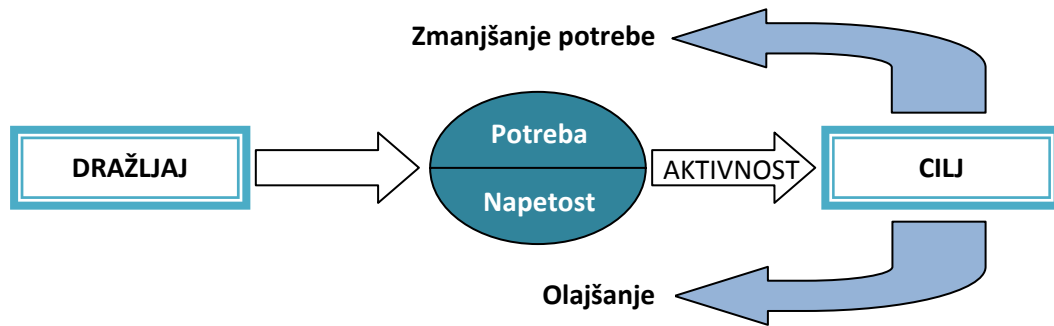 Zmanjšanje potrebe
DRAŽLJAJ
Potreba
Napetost
AKTIVNOST
CILJ
Olajšanje